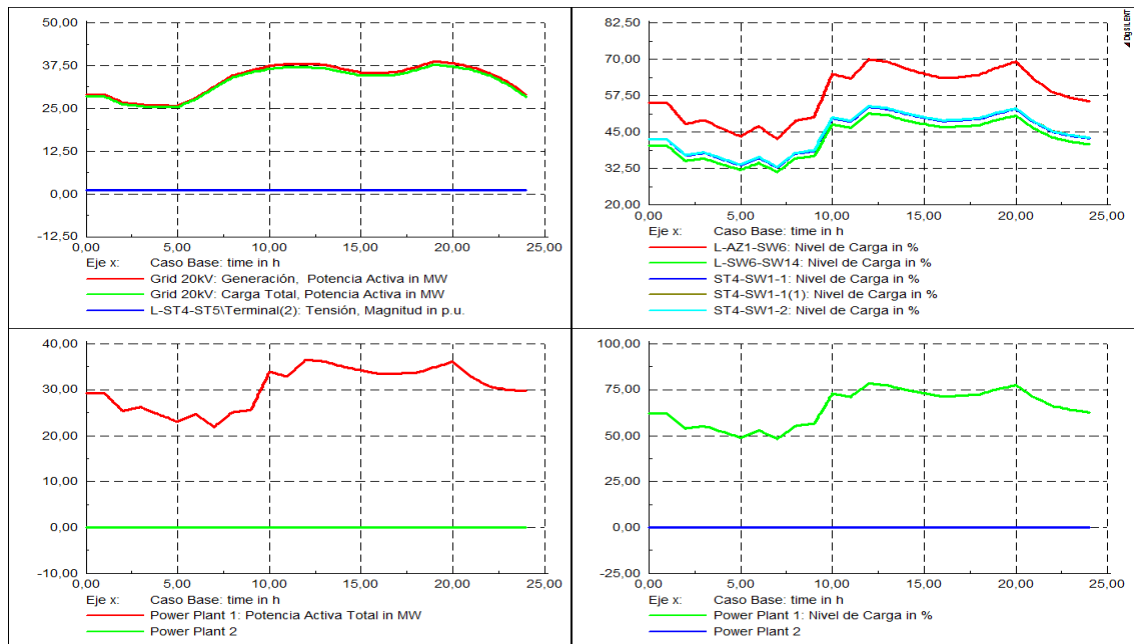 50,00
37,50
25,00
12,50
0,00
-12,50
0,00 5,00 10,00 15,00 20,00 25,00
Eje x: Caso Base: time in h
Grid 20kV: Generación, Potencia Activa in MW
Grid 20kV: Carga Total, Potencia Activa in MW
L-ST4-ST5\Terminal(2): Tensión, Magnitud in p.u.
82,50
70,00
57,50
45,00
32,50
20,00
0,00 5,00 10,00 15,00 20,00 25,00
Eje x: Caso Base: time in h
L-AZ1-SW6: Nivel de Carga in %
L-SW6-SW14: Nivel de Carga in %
ST4-SW1-1: Nivel de Carga in %
ST4-SW1-1(1): Nivel de Carga in %
ST4-SW1-2: Nivel de Carga in %
DIgSILENT
40,00
30,00
20,00
10,00
0,00
-10,00
0,00 5,00 10,00 15,00 20,00 25,00
Eje x: Caso Base: time in h
Power Plant 1: Potencia Activa Total in MW
Power Plant 2
100,00
75,00
50,00
25,00
0,00
-25,00
0,00 5,00 10,00 15,00 20,00 25,00
Eje x: Caso Base: time in h
Power Plant 1: Nivel de Carga in %
Power Plant 2